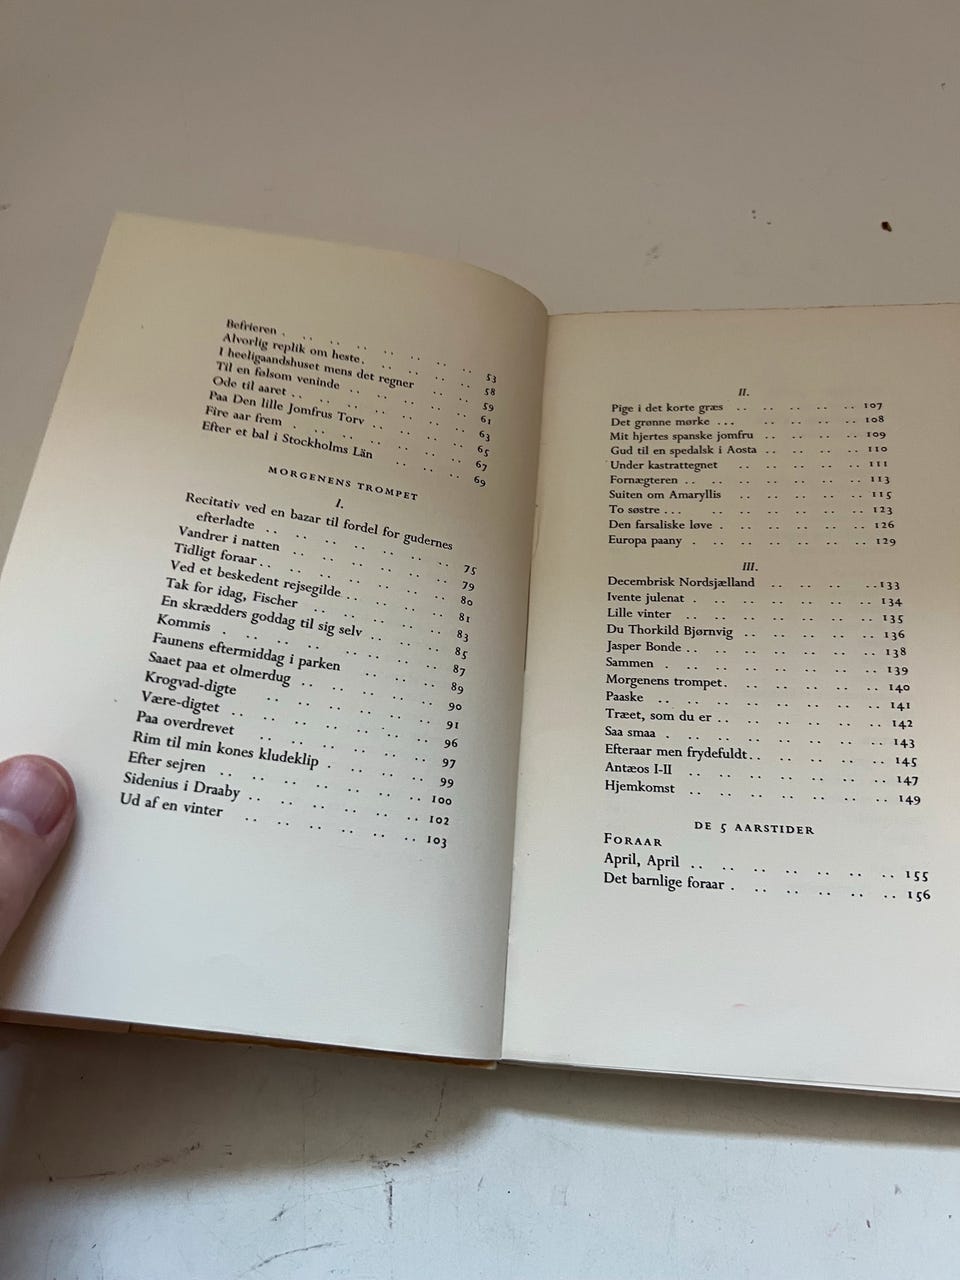 Befrieren . .. .. .. .. .. .. .. 53
Alvorlig replik om heste . .. .. .. .. 58
I heeligaandshuset mens det regner .. .. 59
Til en følsom veninde .. .. .. .. .. 61
Ode til aaret .. .. .. .. .. .. .. 63
Paa Den lille Jomfrus Torv .. .. .. .. 65
Fire aar frem . .. .. .. .. .. .. 67
Efter et bal i Stockholms Län .. .. .. 69
MORGENENS TROMPET
I.
Recitativ ved en bazar til fordel for gudernes
efterladte .. .. .. .. .. .. .. 75
Vandrer i natten .. .. .. .. .. .. 79
Tidligt foraar .. .. .. .. .. .. .. 80
Ved et beskedent rejsegilde .. .. .. .. 81
Tak for idag, Fischer .. .. .. .. .. 83
En skrædders goddag til sig selv .. .. .. 85
Kommis . .. .. .. .. .. .. .. 87
Faunens eftermiddag i parken .. .. .. 89
Saaet paa et olmerdug .. .. .. .. .. 90
Krogvad-digte .. .. .. .. .. .. 91
Være-digtet .. .. .. .. .. .. .. 96
Paa overdrevet .. .. .. .. .. .. 97
Rim til min kones kludeklip . .. .. .. 99
Efter sejren .. .. .. .. .. .. .. 100
Sidenius i Draaby .. .. .. .. .. .. 102
Ud af en vinter .. .. .. .. .. .. 103
II.
Pige i det korte græs .. .. .. .. .. 107
Det grønne mørke ... .. .. .. .. 108
Mit hjertes spanske jomfru .. .. .. .. 109
Gud til en spedalsk i Aosta .. .. .. .. 110
Under kastrattegnet .. .. .. .. .. 111
Fornægteren .. .. .. .. .. .. .. 113
Suiten om Amaryllis .. .. .. .. .. 115
To søstre ... .. .. .. .. .. .. 123
Den farsaliske løve . .. .. .. .. .. 126
Europa paany . .. .. .. .. .. .. 129
III.
Decembrisk Nordsjælland .. .. .. .. 133
Ivente julenat . .. .. .. .. .. .. 134
Lille vinter .. .. .. .. .. .. .. 135
Du Thorkild Bjørnvig .. .. .. .. .. 136
Jasper Bonde .. .. .. .. .. .. .. 138
Sammen . .. .. .. .. .. .. .. 139
Morgenens trompet. .. .. .. .. .. 140
Paaske .. .. .. .. .. .. .. .. 141
Træet, som du er .. .. .. .. .. .. 142
Saa smaa . .. .. .. .. .. .. .. 143
Efteraar men frydefuldt .. .. .. .. .. 145
Antæos I-II .. .. .. .. .. .. .. 147
Hjemkomst .. .. .. .. .. .. .. 149
DE 5 AARSTIDER
FORAAR
April, April .. .. .. .. .. .. .. 155
Det barnlige foraar . .. .. .. .. .. 156